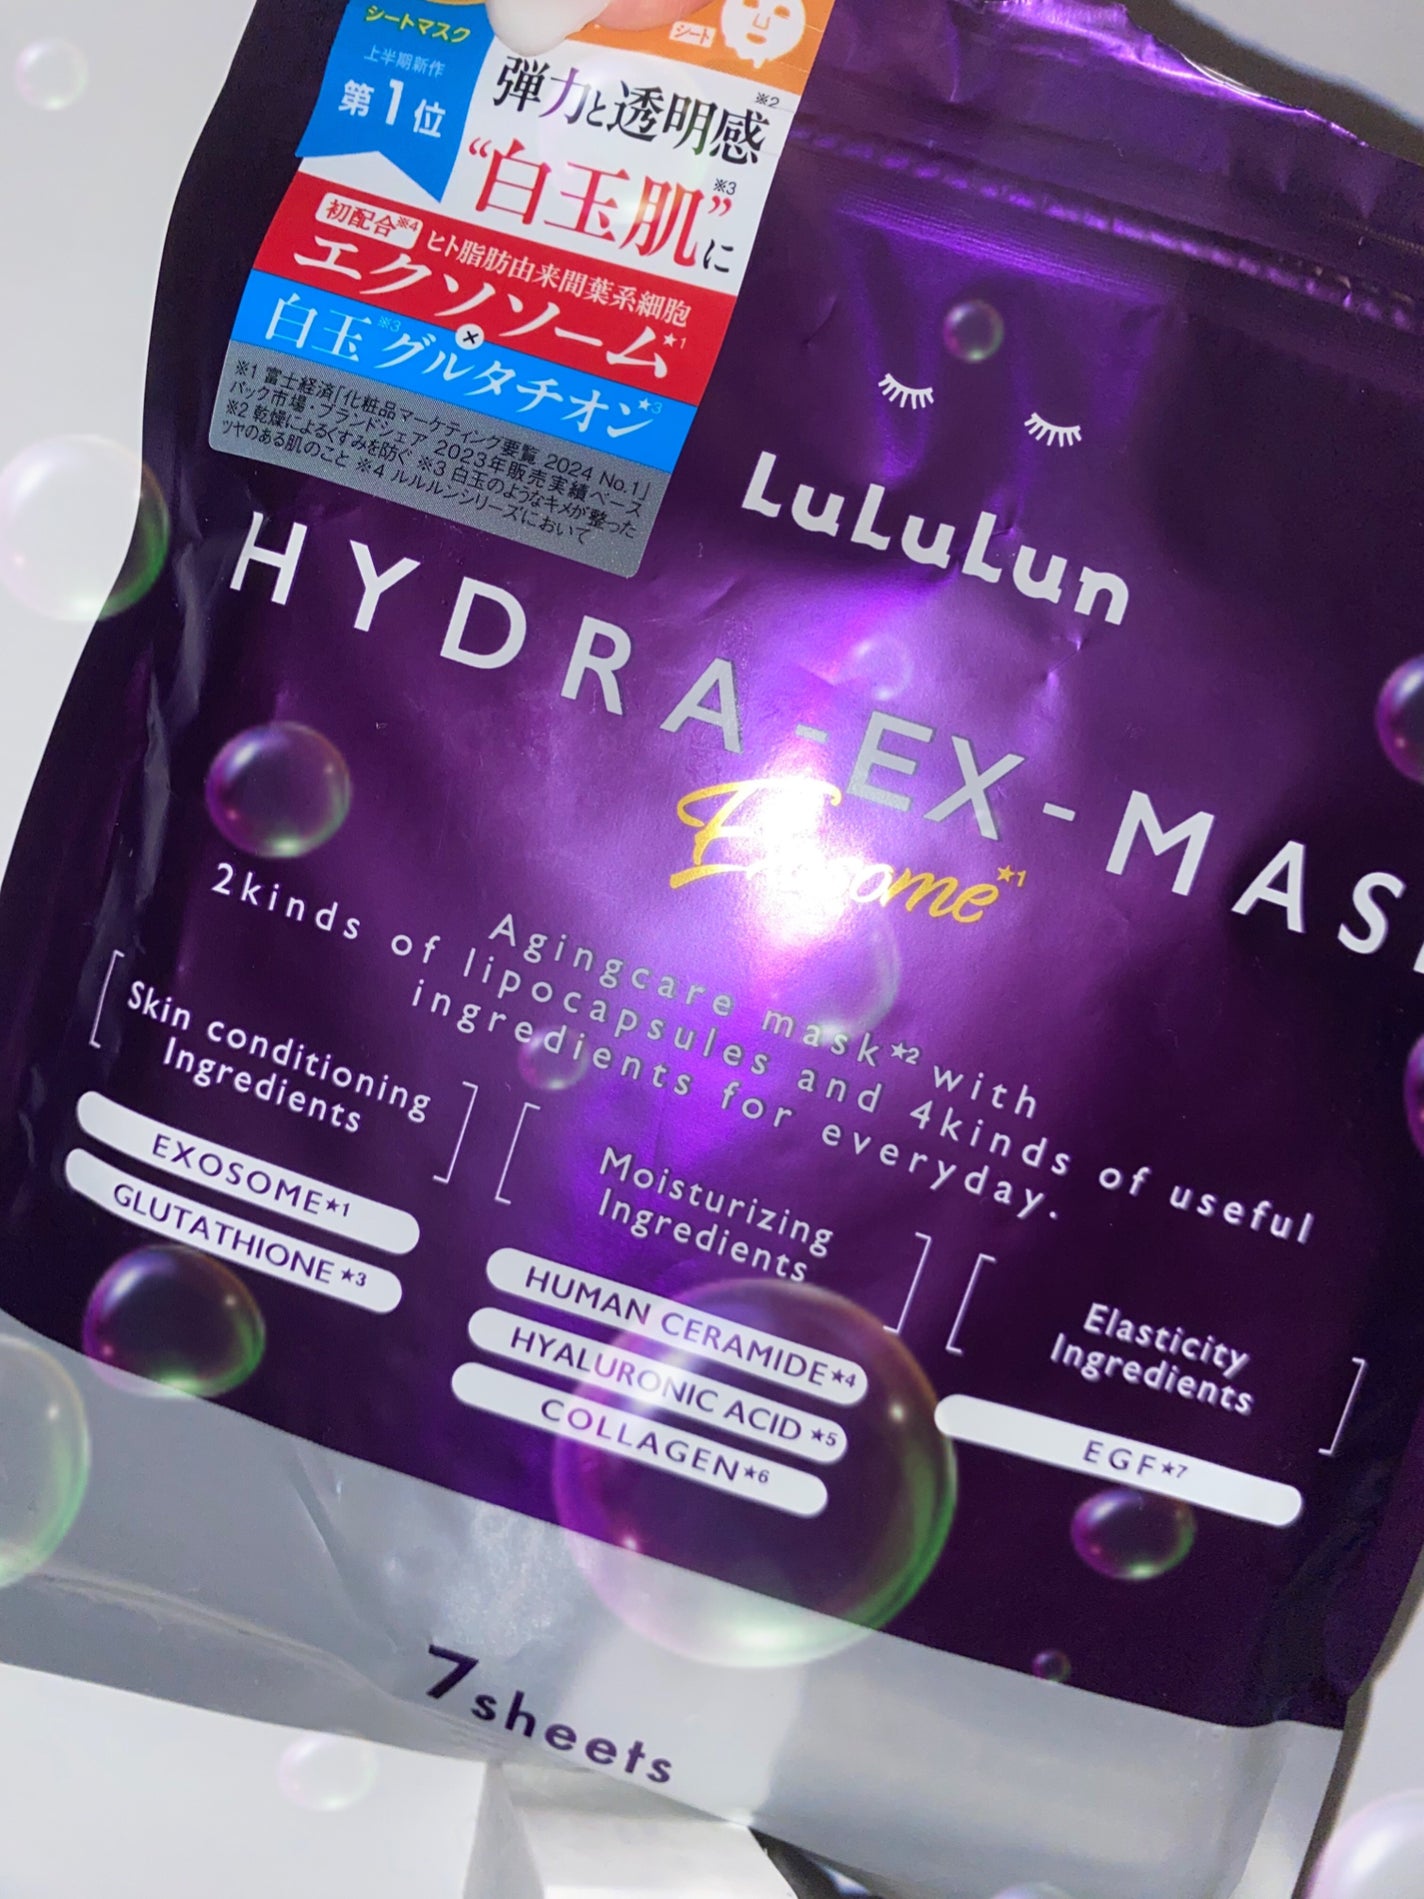 シートマスク
上半期新作
第1位
シート
弾力と透明感※2
“白玉肌”※3に
初配合※4 ヒト脂肪由来間葉系細胞
エクソソーム★1
×
白玉※3グルタチオン★3
※1 富士経済「化粧品マーケティング要覧 2024 No.1」
パック市場・ブランドシェア 2023年販売実績ベース
※2 乾燥によるくすみを防ぐ ※3 白玉のようなキメが整った
ツヤのある肌のこと ※4 ルルルンシリーズにおいて
LuLuLun
HYDRA-EX-MAS
Exosome★1
Agingcare mask★2 with
2kinds of lipocapsules and 4kinds of useful
ingredients for everyday.
Skin conditioning
Ingredients
EXOSOME★1
GLUTATHIONE★3
Moisturizing
Ingredients
HUMAN CERAMIDE★4
HYALURONIC ACID★5
COLLAGEN★6
Elasticity
Ingredients
EGF★7
7sheets